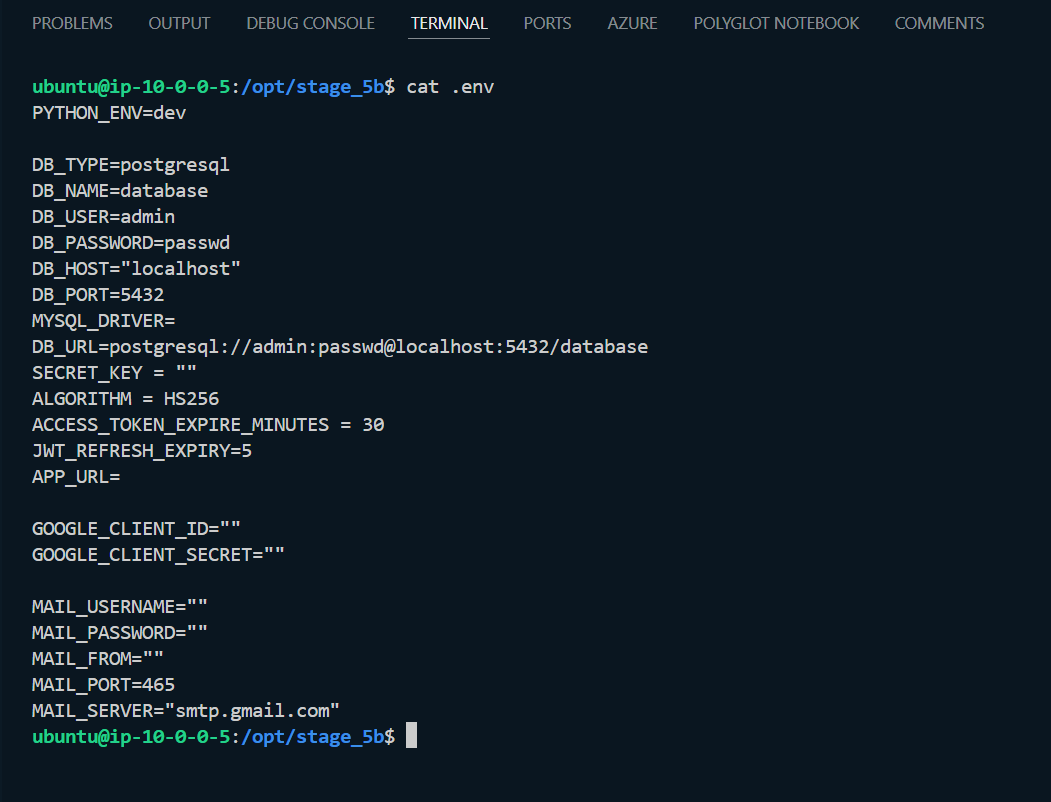 PROBLEMS OUTPUT DEBUG CONSOLE TERMINAL PORTS AZURE POLYGLOT NOTEBOOK COMMENTS
ubuntu@ip-10-0-0-5:/opt/stage_5b$ cat .env
PYTHON_ENV=dev
DB_TYPE=postgresql
DB_NAME=database
DB_USER=admin
DB_PASSWORD=passwd
DB_HOST="localhost"
DB_PORT=5432
MYSQL_DRIVER=
DB_URL=postgresql://admin:passwd@localhost:5432/database
SECRET_KEY = ""
ALGORITHM = HS256
ACCESS_TOKEN_EXPIRE_MINUTES = 30
JWT_REFRESH_EXPIRY=5
APP_URL=
GOOGLE_CLIENT_ID=""
GOOGLE_CLIENT_SECRET=""
MAIL_USERNAME=""
MAIL_PASSWORD=""
MAIL_FROM=""
MAIL_PORT=465
MAIL_SERVER="smtp.gmail.com"
ubuntu@ip-10-0-0-5:/opt/stage_5b$